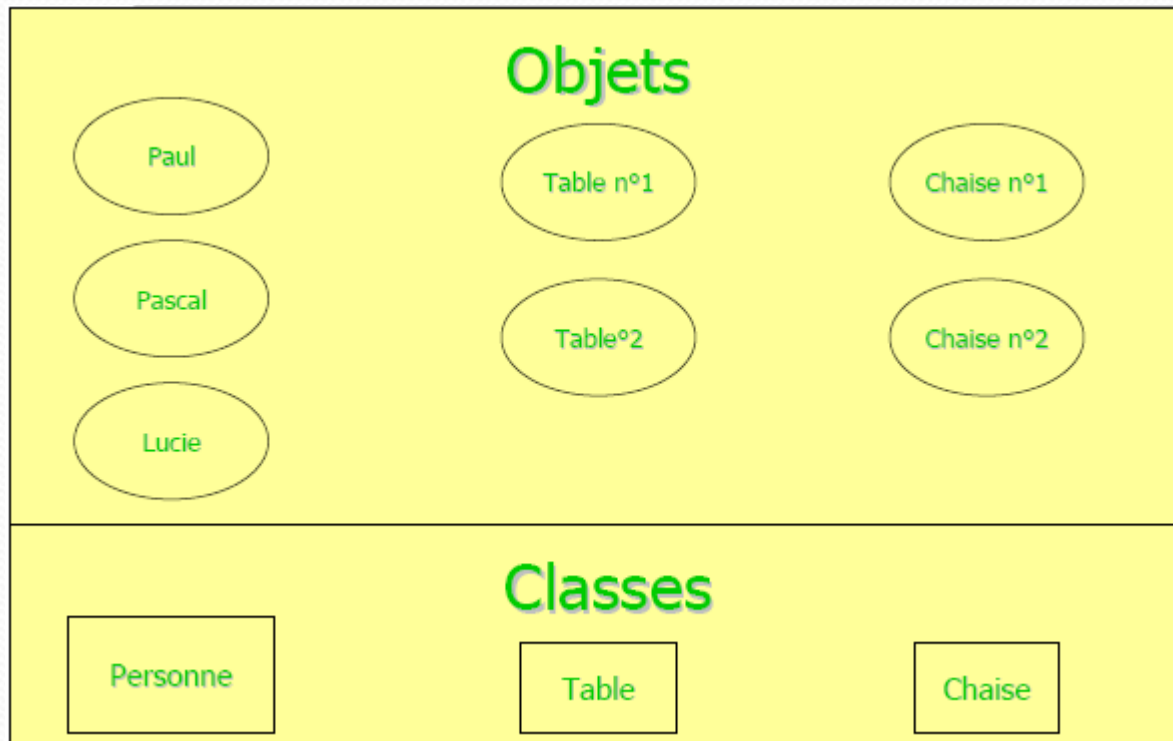 Objets
Paul
Table n°1
Chaise n°1
Pascal
Table°2
Chaise n°2
Lucie
Classes
Personne
Table
Chaise